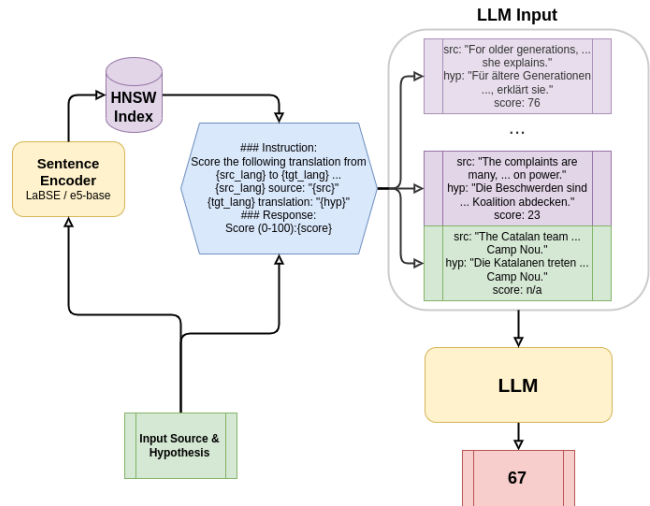 LLM Input
HNSW
Index
Sentence
Encoder
LaBSE / e5-base
### Instruction:
Score the following translation from
{src_lang} to {tgt_lang} ...
{src_lang} source: "{src}"
{tgt_lang} translation: "{hyp}"
### Response:
Score (0-100):{score}
src: "For older generations, ...
she explains."
hyp: "Für ältere Generationen
..., erklärt sie."
score: 76
...
src: "The complaints are
many, ... on power."
hyp: "Die Beschwerden sind
... Koalition abdecken."
score: 23
src: "The Catalan team ...
Camp Nou."
hyp: "Die Katalanen treten ...
Camp Nou."
score: n/a
Input Source &
Hypothesis
LLM
67